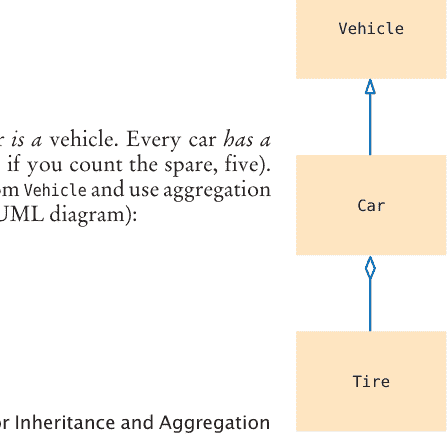 Vehicle
is a vehicle. Every car has a
if you count the spare, five).
Vehicle and use aggregation
UML diagram):
Car
Tire
Inheritance and Aggregation